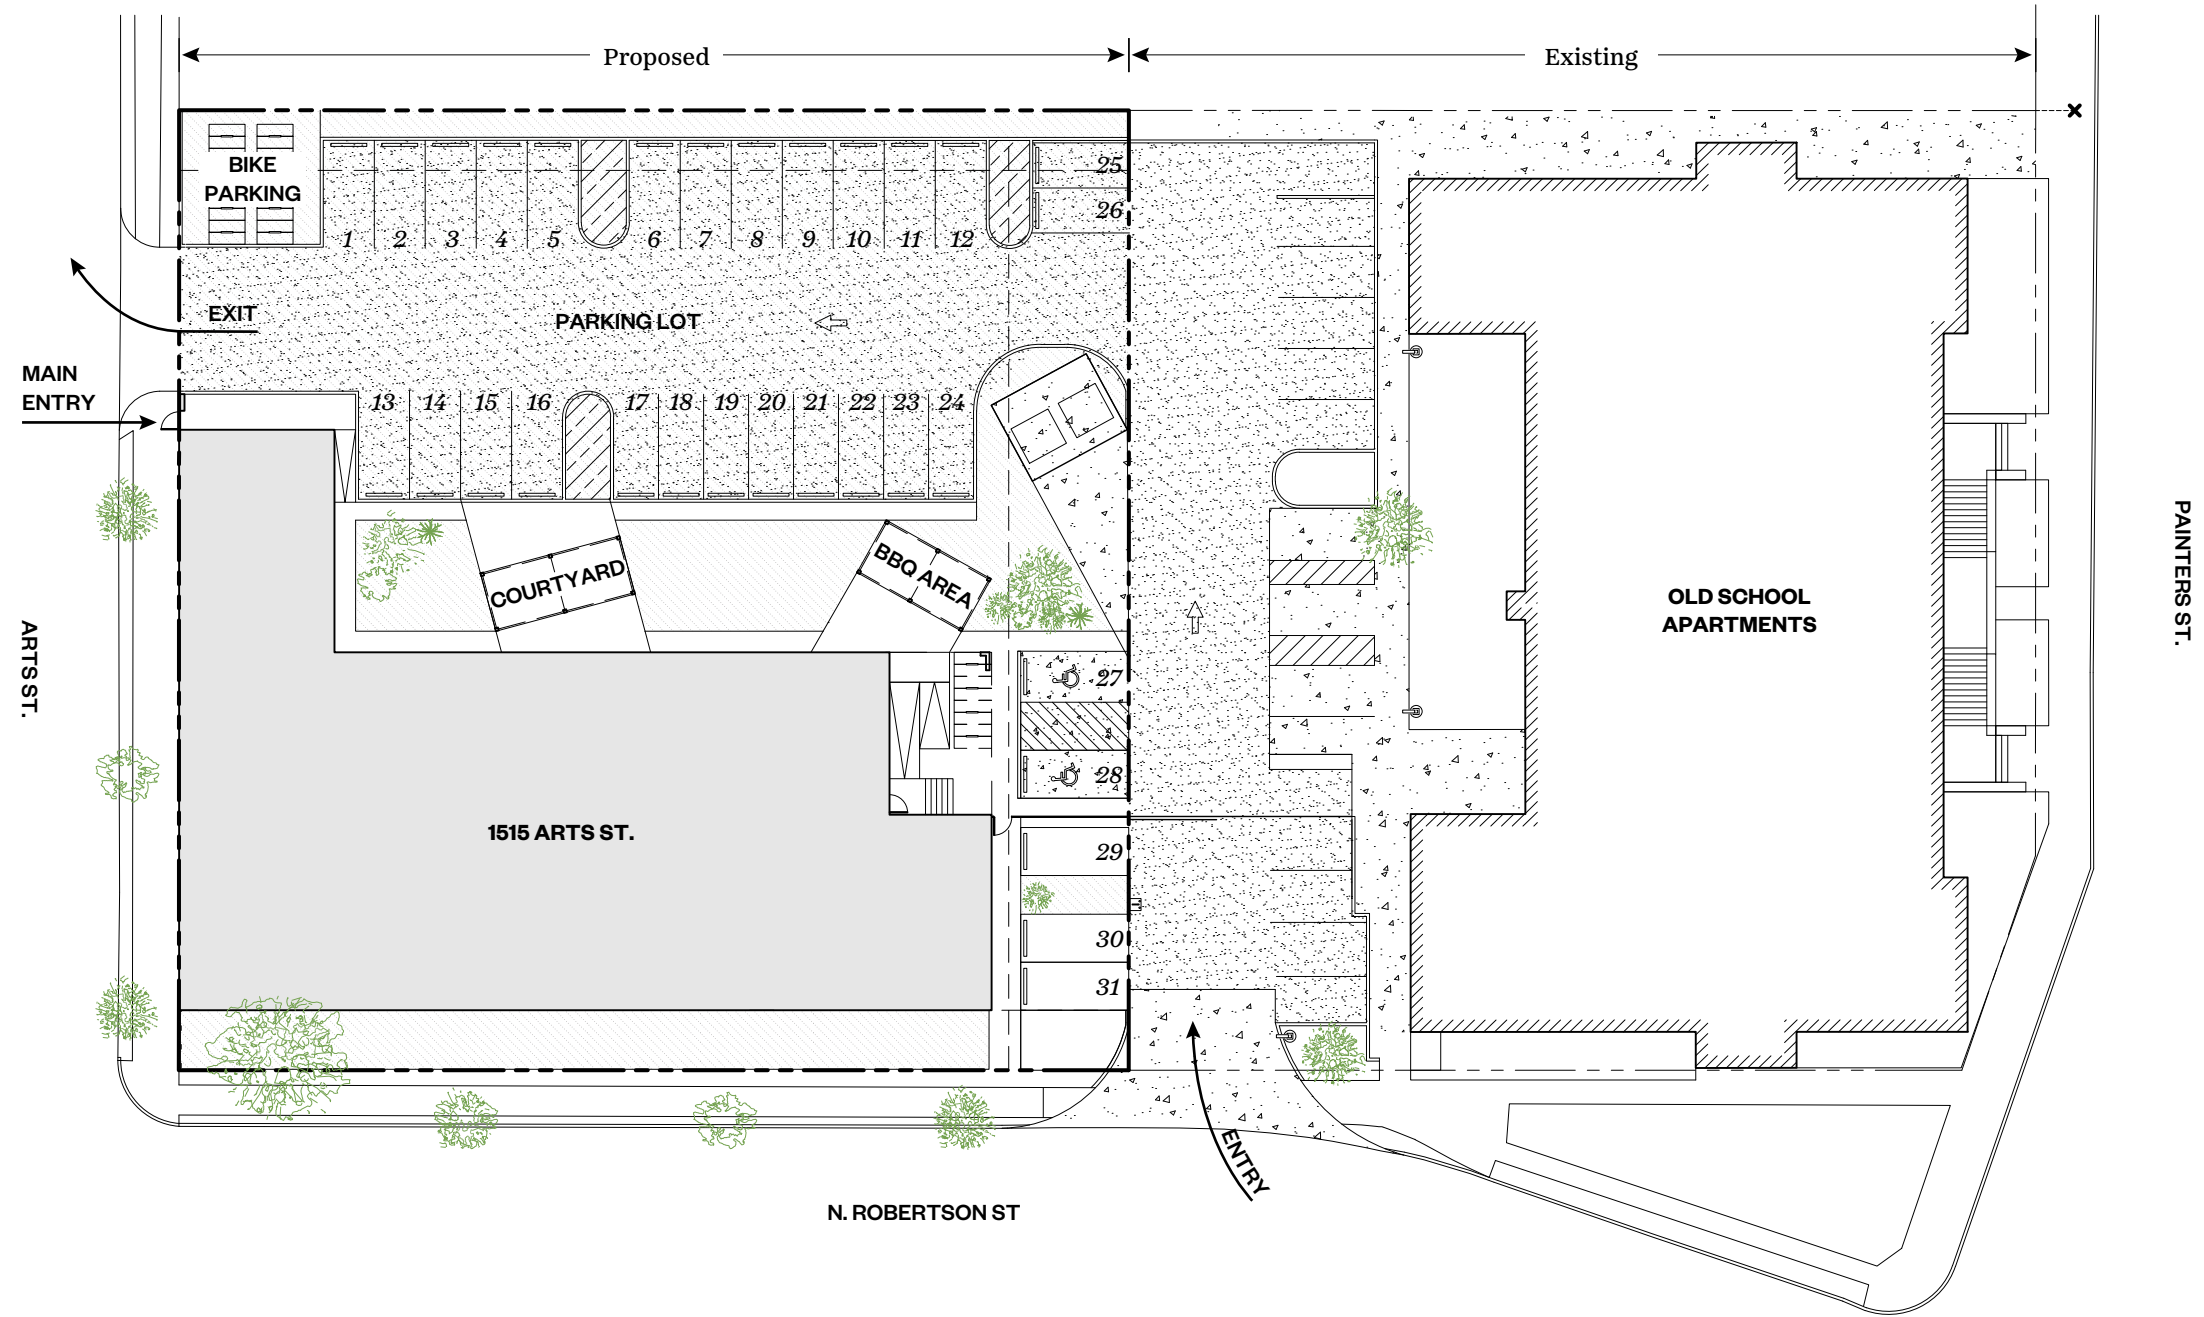 Proposed
Existing
BIKE
PARKING
25
26
1 2 3 4 5 6 7 8 9 10 11 12
EXIT
PARKING LOT
MAIN
ENTRY
13 14 15 16 17 18 19 20 21 22 23 24
COURTYARD
BBQ AREA
OLD SCHOOL
APARTMENTS
PAINTERS ST.
ARTS ST.
27
28
1515 ARTS ST.
29
30
31
ENTRY
N. ROBERTSON ST